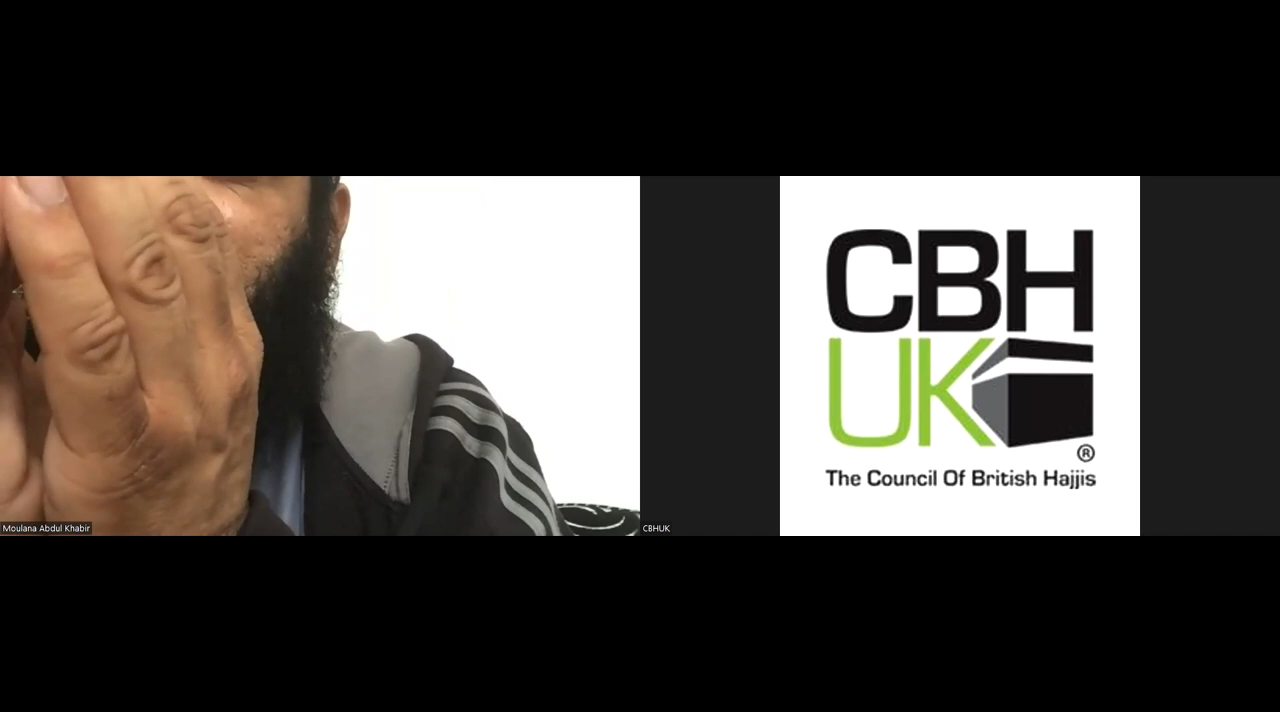 Moulana Abdul Khabir
CBH
UK
®
The Council Of British Hajjis
CBHUK